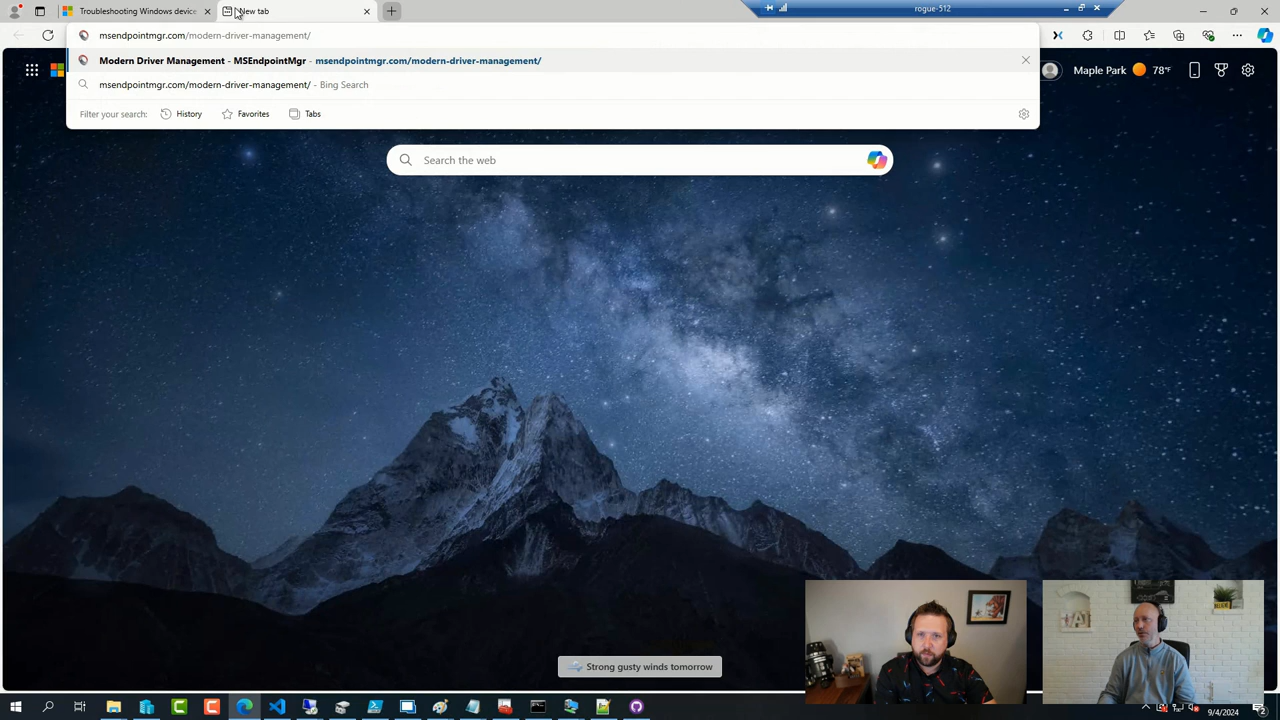 Troubleshooting Windows device
New tab
rogue-512
msendpointmgr.com/modern-driver-management/
Modern Driver Management - MSEndpointMgr - msendpointmgr.com/modern-driver-management/
msendpointmgr.com/modern-driver-management/ - Bing Search
Filter your search: History Favorites Tabs
Maple Park 78°F
Search the web
Strong gusty winds tomorrow
9/4/2024
2